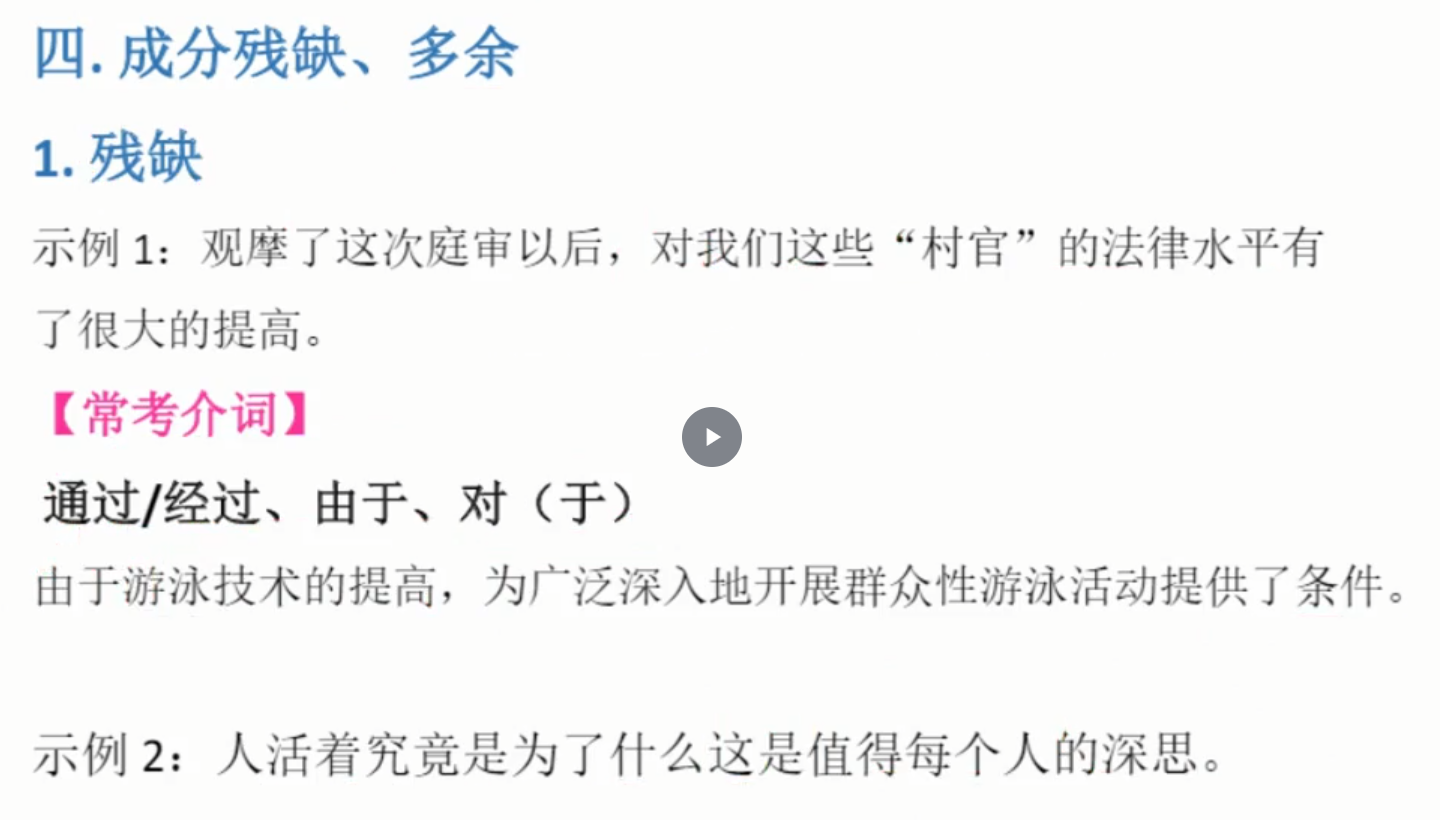 四. 成分残缺、多余
1. 残缺
示例 1：观摩了这次庭审以后，对我们这些“村官”的法律水平有
了很大的提高。
【常考介词】
通过/经过、由于、对（于）
由于游泳技术的提高，为广泛深入地开展群众性游泳活动提供了条件。
示例 2：人活着究竟是为了什么这是值得每个人的深思。